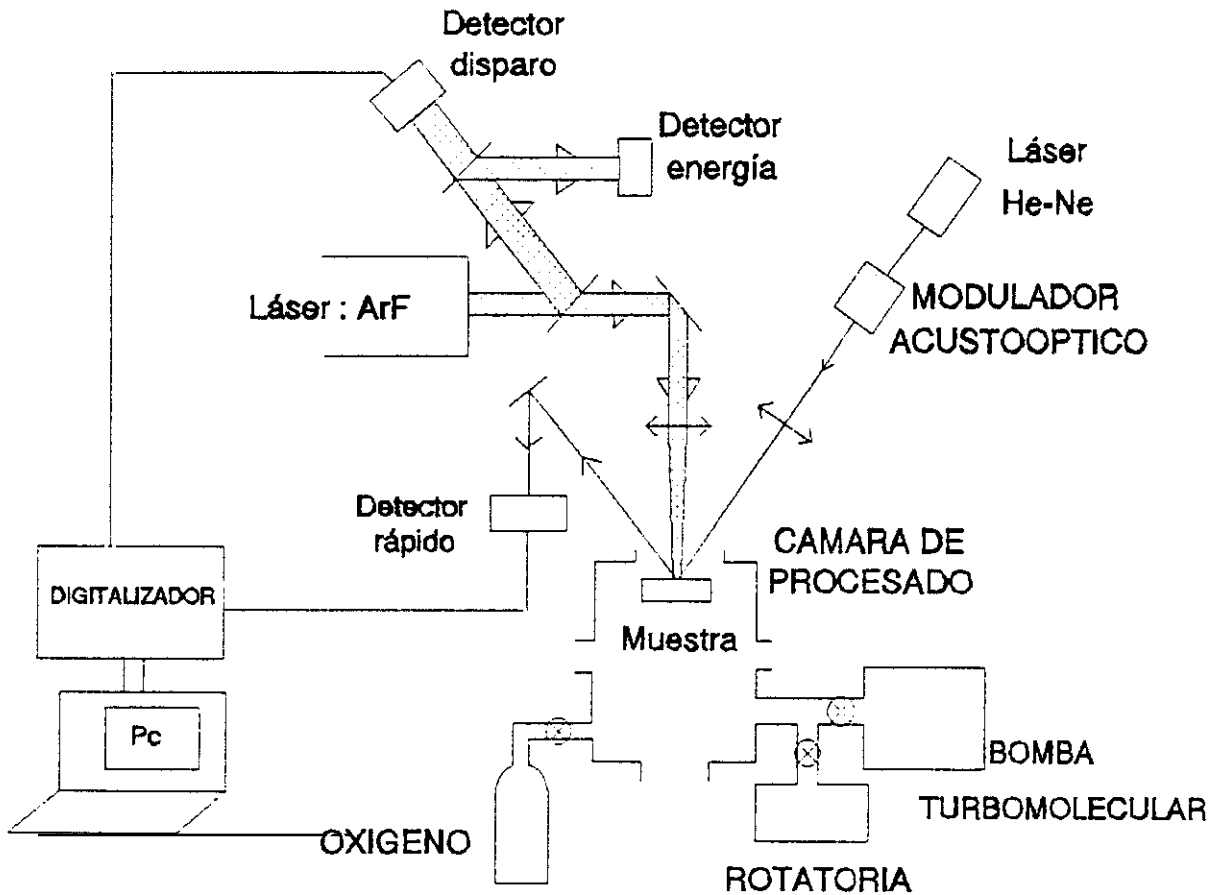 Detector
disparo
Detector
energía
Láser
He-Ne
MODULADOR
ACUSTOOPTICO
Láser : ArF
Detector
rápido
CAMARA DE
PROCESADO
DIGITALIZADOR
Muestra
Pc
BOMBA
TURBOMOLECULAR
OXIGENO
ROTATORIA